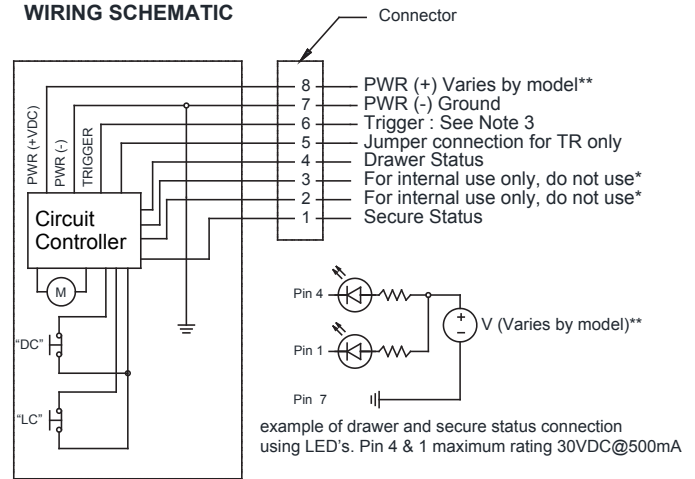 WIRING SCHEMATIC
Connector
8 PWR (+) Varies by model**
7 PWR (-) Ground
6 Trigger : See Note 3
5 Jumper connection for TR only
4 Drawer Status
3 For internal use only, do not use*
2 For internal use only, do not use*
1 Secure Status
PWR (+VDC)
PWR (-)
TRIGGER
Circuit
Controller
M
"DC"
"LC"
Pin 4
Pin 1
+
−
V (Varies by model)**
Pin 7
example of drawer and secure status connection
using LED's. Pin 4 & 1 maximum rating 30VDC@500mA